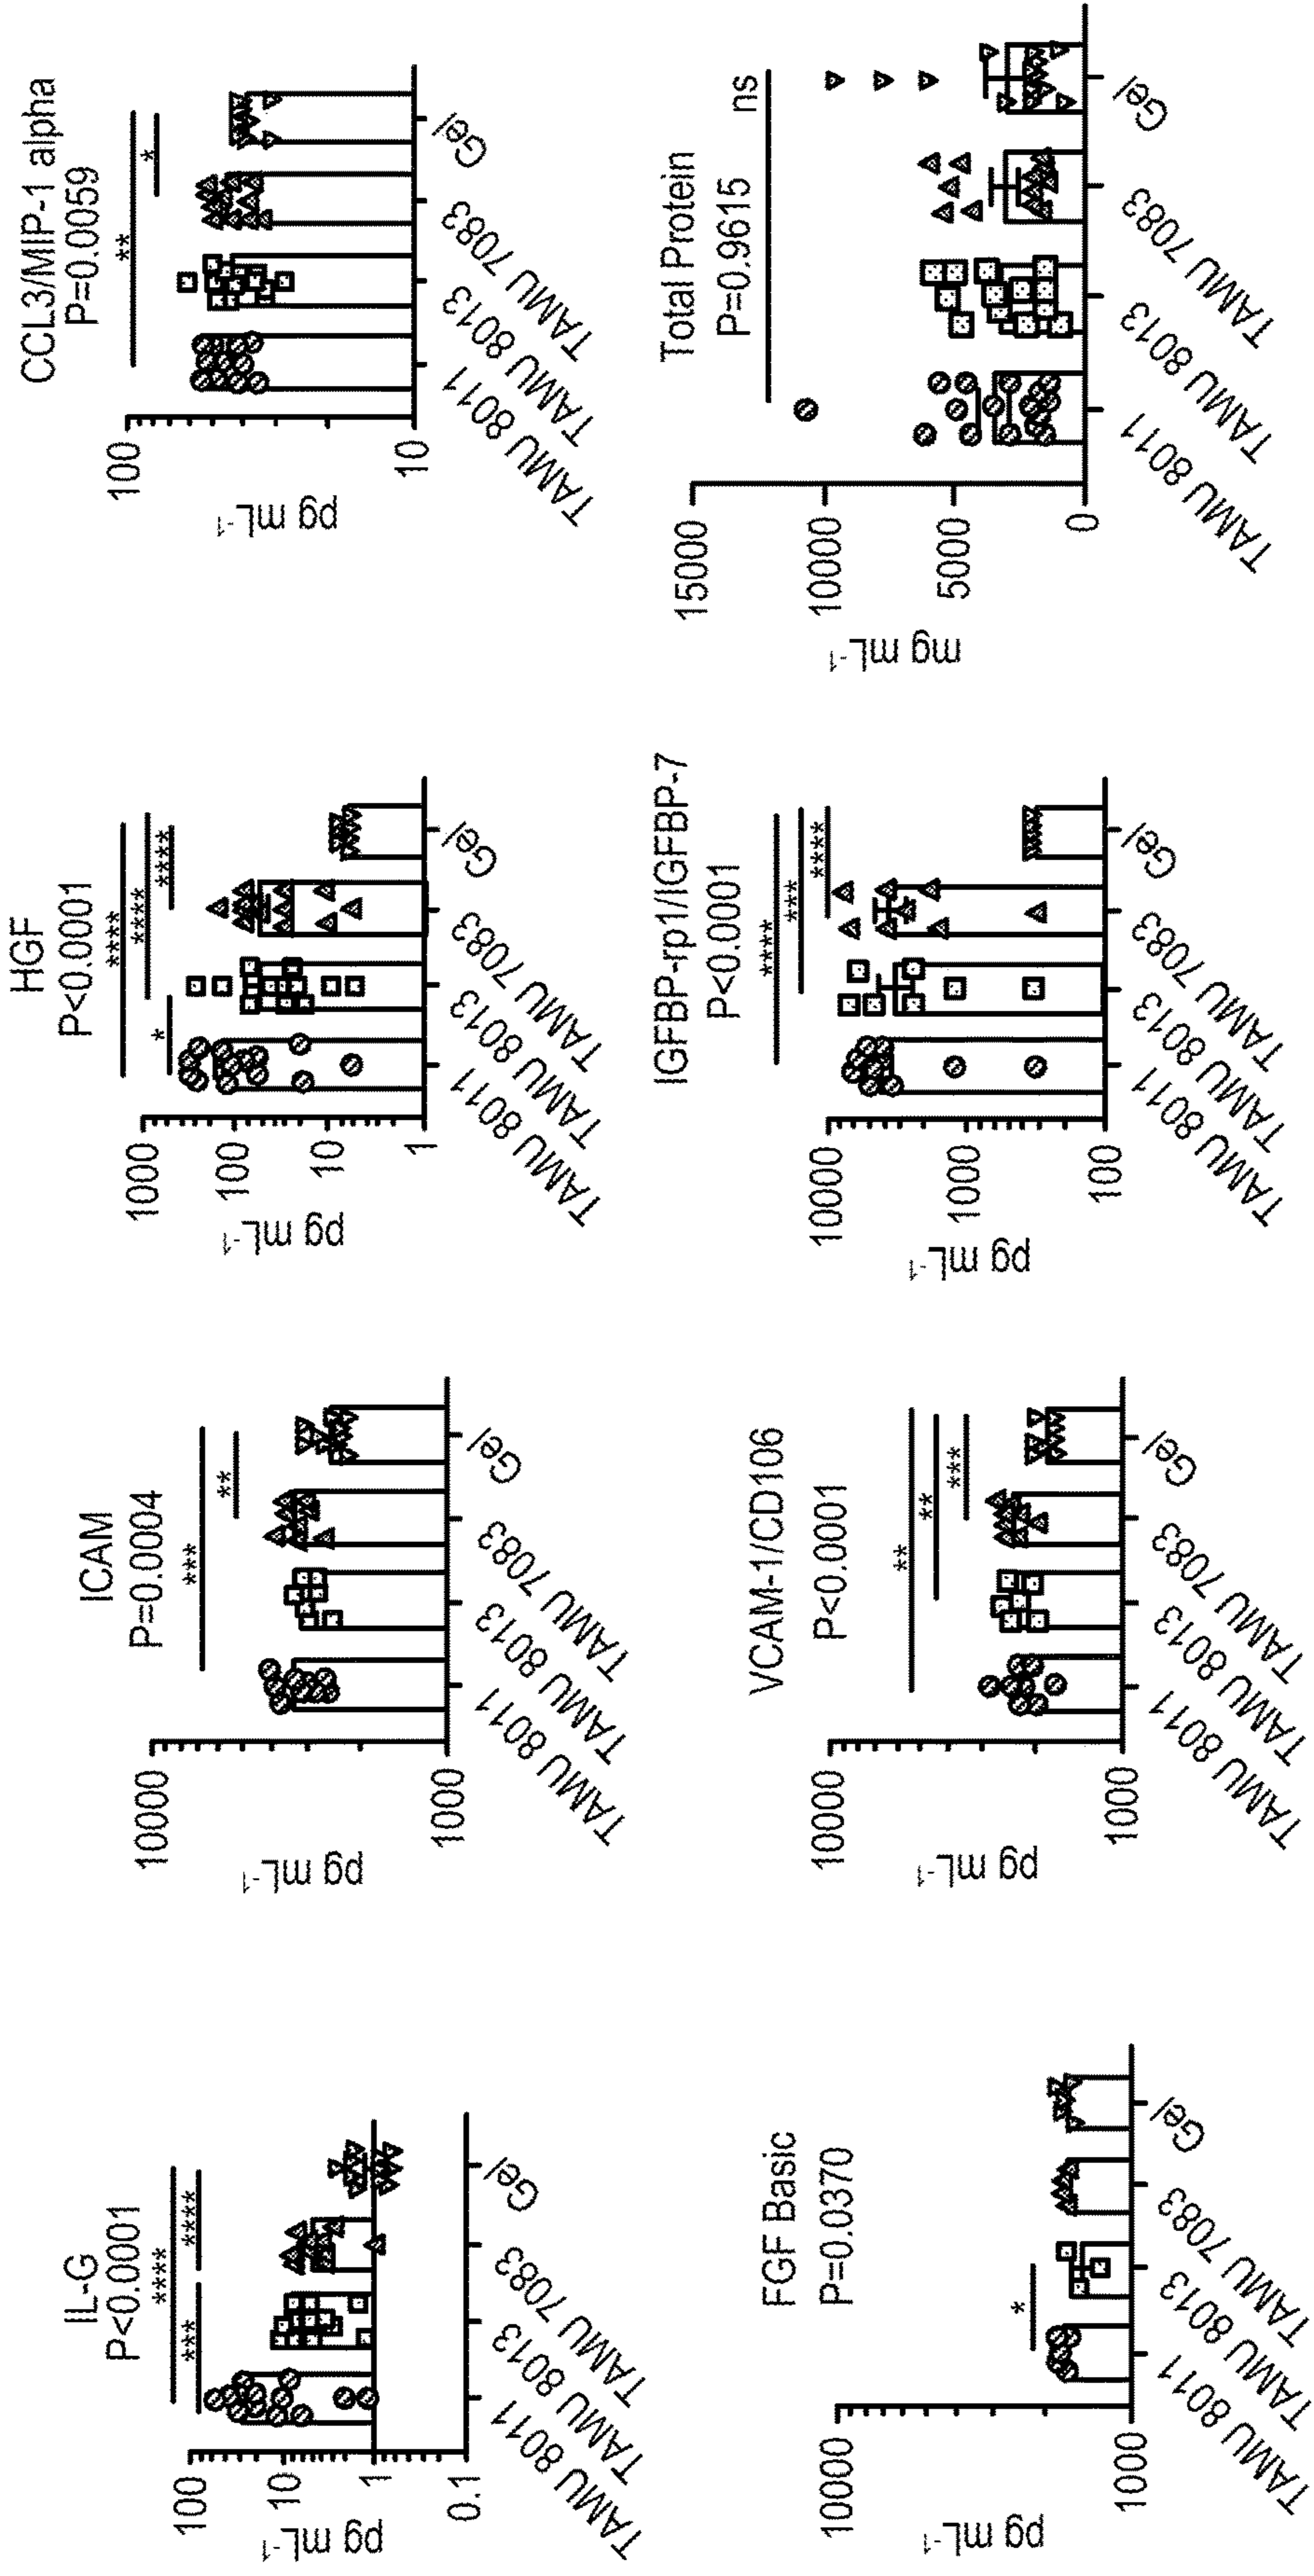 IL-G
P<0.0001
****
*** ****
pg mL-1
100
10
1
0.1
TAMU 8011
TAMU 8013
TAMU 7083
Gel
ICAM
P=0.0004
***
**
pg mL-1
10000
1000
TAMU 8011
TAMU 8013
TAMU 7083
Gel
HGF
P<0.0001
****
****
* ****
pg mL-1
1000
100
10
1
TAMU 8011
TAMU 8013
TAMU 7083
Gel
CCL3/MIP-1 alpha
P=0.0059
**
*
pg mL-1
100
10
TAMU 8011
TAMU 8013
TAMU 7083
Gel
FGF Basic
P=0.0370
*
pg mL-1
10000
1000
TAMU 8011
TAMU 8013
TAMU 7083
Gel
VCAM-1/CD106
P<0.0001
**
**
***
pg mL-1
10000
1000
TAMU 8011
TAMU 8013
TAMU 7083
Gel
IGFBP-rp1/IGFBP-7
P<0.0001
****
***
****
pg mL-1
10000
1000
100
TAMU 8011
TAMU 8013
TAMU 7083
Gel
Total Protein
P=0.9615
ns
mg mL-1
15000
10000
5000
0
TAMU 8011
TAMU 8013
TAMU 7083
Gel